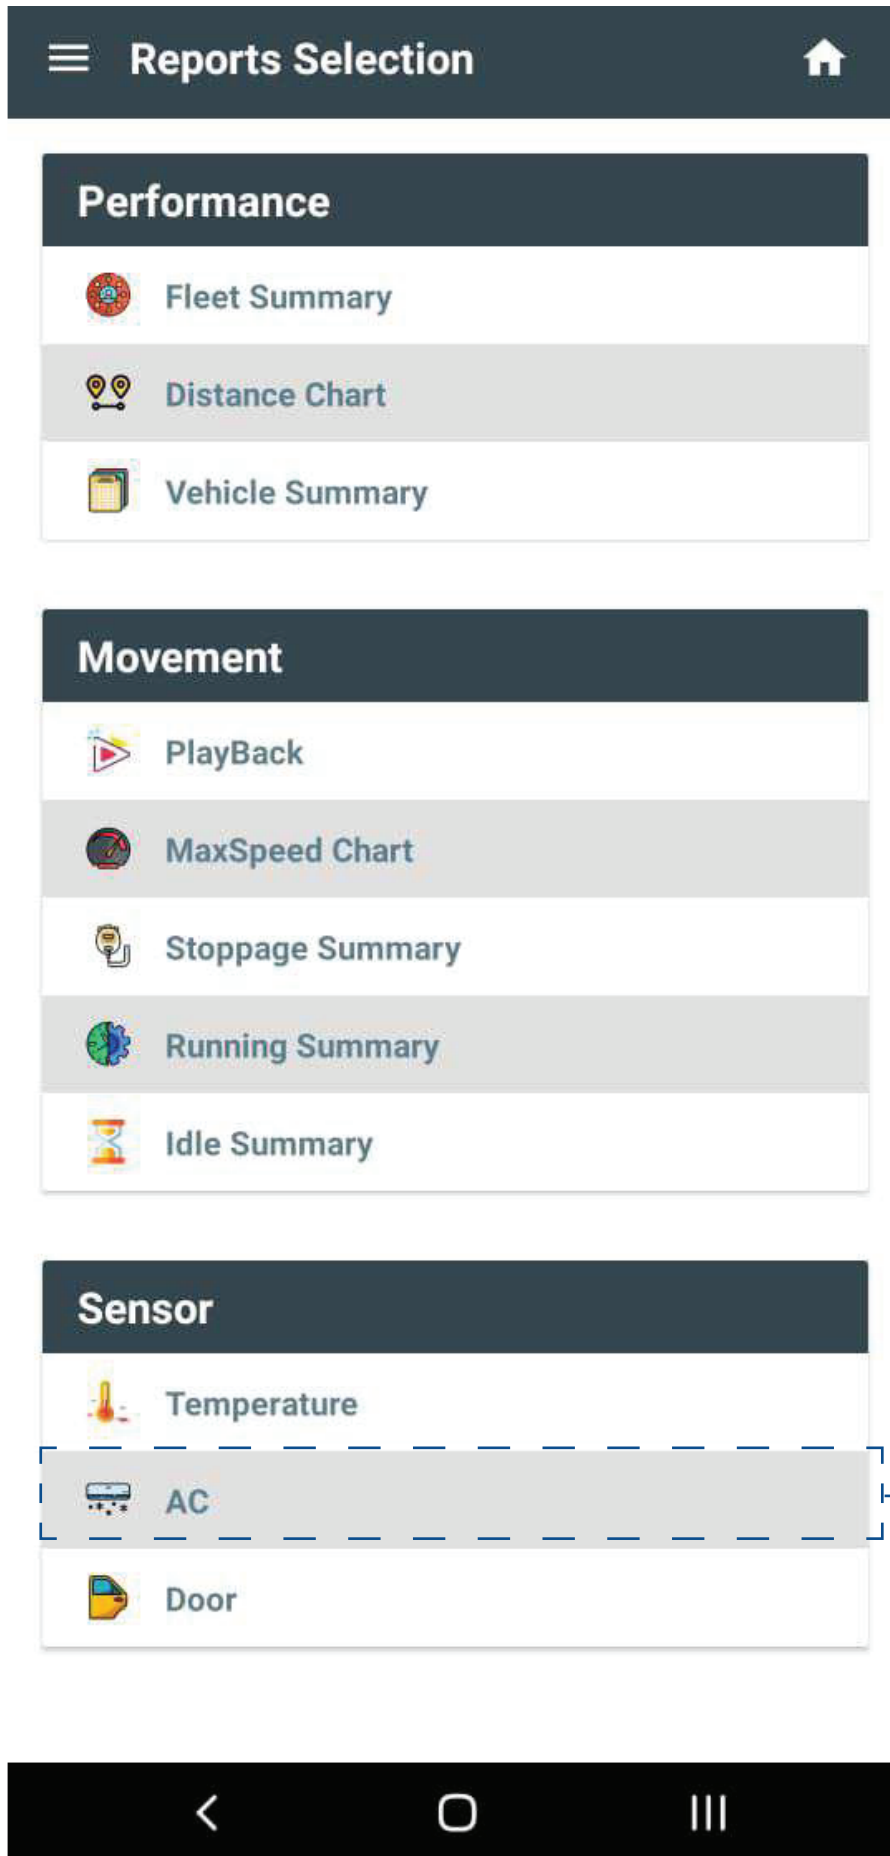 Reports Selection
Performance
Fleet Summary
Distance Chart
Vehicle Summary
Movement
PlayBack
MaxSpeed Chart
Stoppage Summary
Running Summary
Idle Summary
Sensor
Temperature
AC
Door